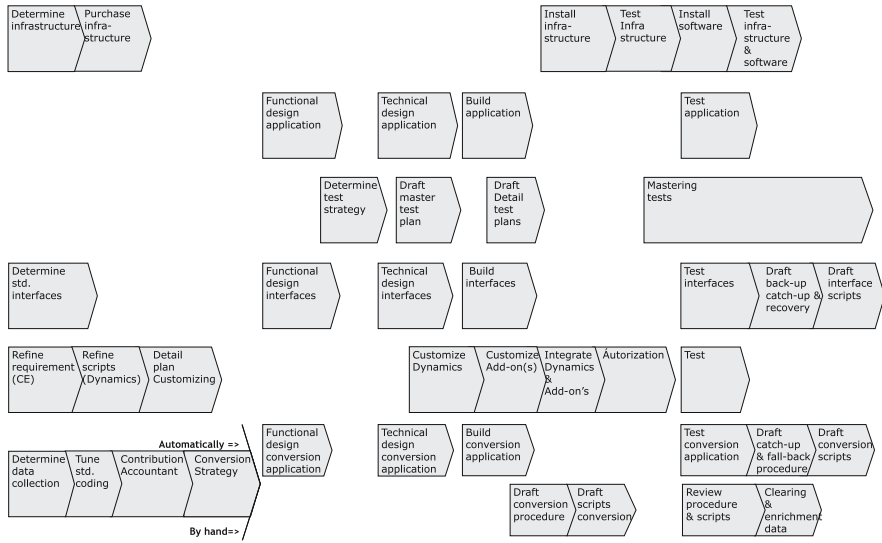 Determine
infrastructure
Purchase
infra-
structure
Install
infra-
structure
Test
Infra
structure
Install
software
Test
infra-
structure
&
software
Functional
design
application
Technical
design
application
Build
application
Test
application
Determine
test
strategy
Draft
master
test
plan
Draft
Detail
test
plans
Mastering
tests
Determine
std.
interfaces
Functional
design
interfaces
Technical
design
interfaces
Build
interfaces
Test
interfaces
Draft
back-up
catch-up &
recovery
Draft
interface
scripts
Refine
requirement
(CE)
Refine
scripts
(Dynamics)
Detail
plan
Customizing
Customize
Dynamics
Customize
Add-on(s)
Integrate
Dynamics
&
Add-on's
Áutorization
Test
Automatically =>
Determine
data
collection
Tune
std.
coding
Contribution
Accountant
Conversion
Strategy
By hand=>
Functional
design
conversion
application
Technical
design
conversion
application
Build
conversion
application
Test
conversion
application
Draft
catch-up
& fall-back
procedure
Draft
conversion
scripts
Draft
conversion
procedure
Draft
scripts
conversion
Review
procedure
& scripts
Clearing
&
enrichment
data